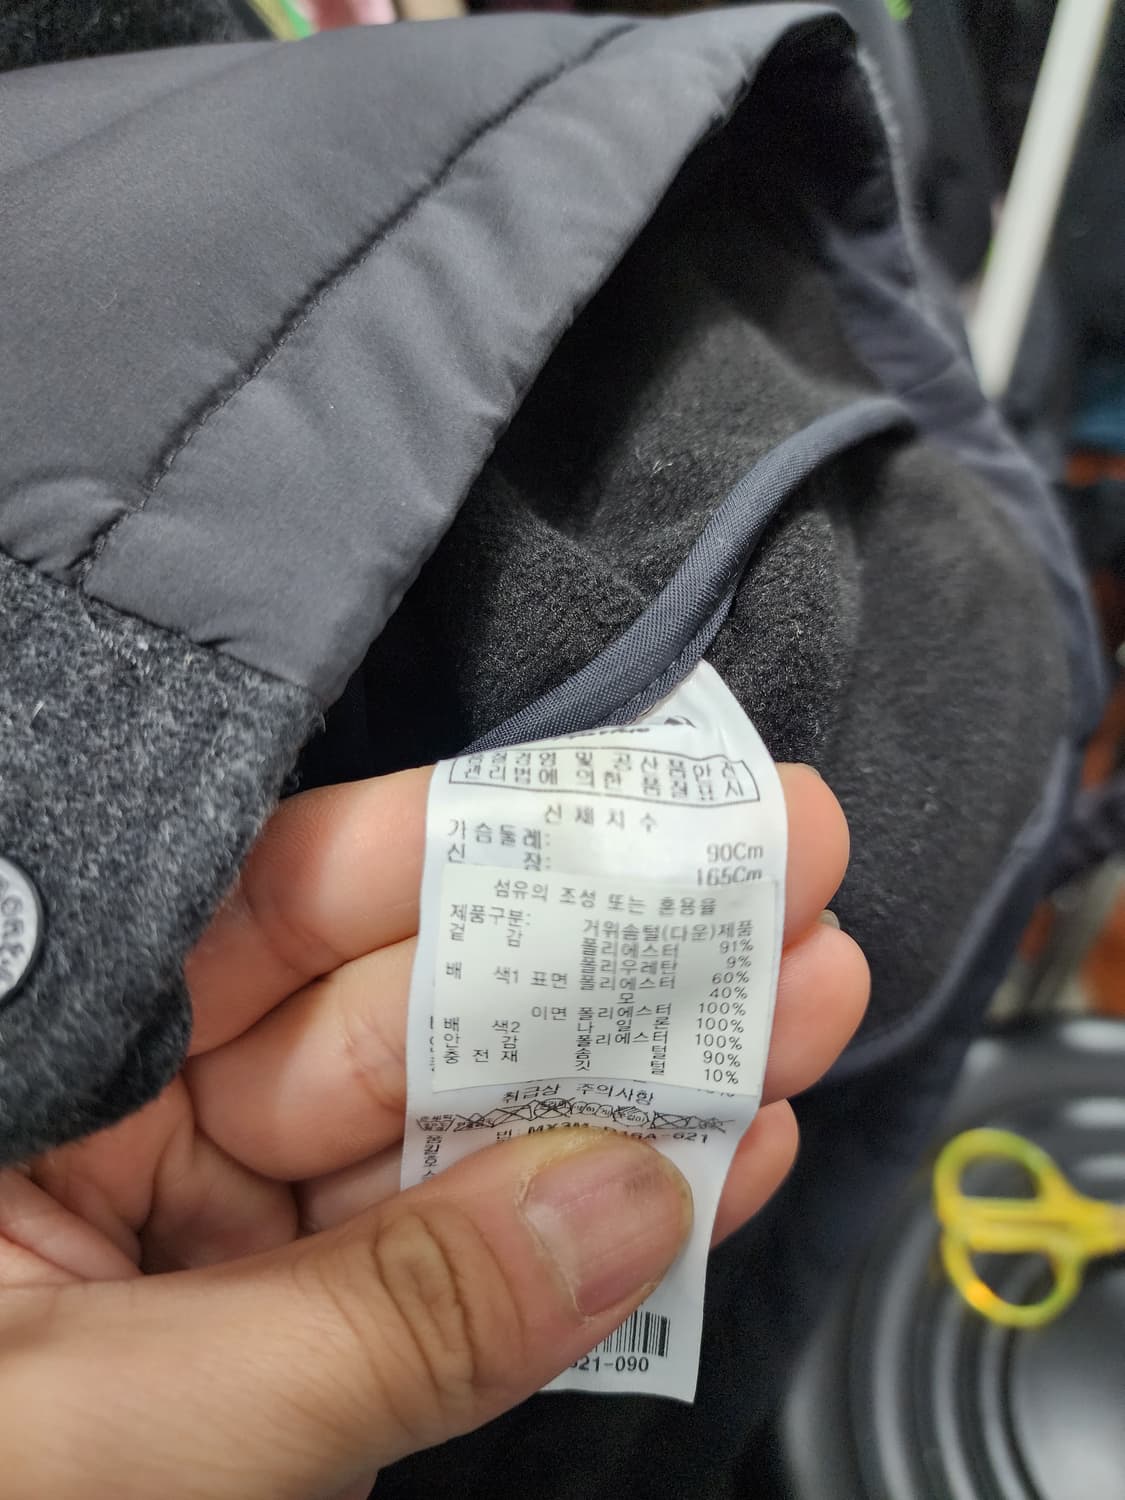 품질경영 및 공산품안전
관리법에 의한 품질표시
신체치수
가슴둘레: 90Cm
신 장: 165Cm
섬유의 조성 또는 혼용율
제품구분: 거위솜털(다운)제품
겉 감 폴리에스터 91%
폴리우레탄 9%
배 색1 표면 폴리에스터 60%
모 40%
이면 폴리에스터 100%
배 색2 나 일 론 100%
안 감 폴리에스터 100%
충 전 재 솜 털 90%
깃 털 10%
취급상 주의사항
621-090